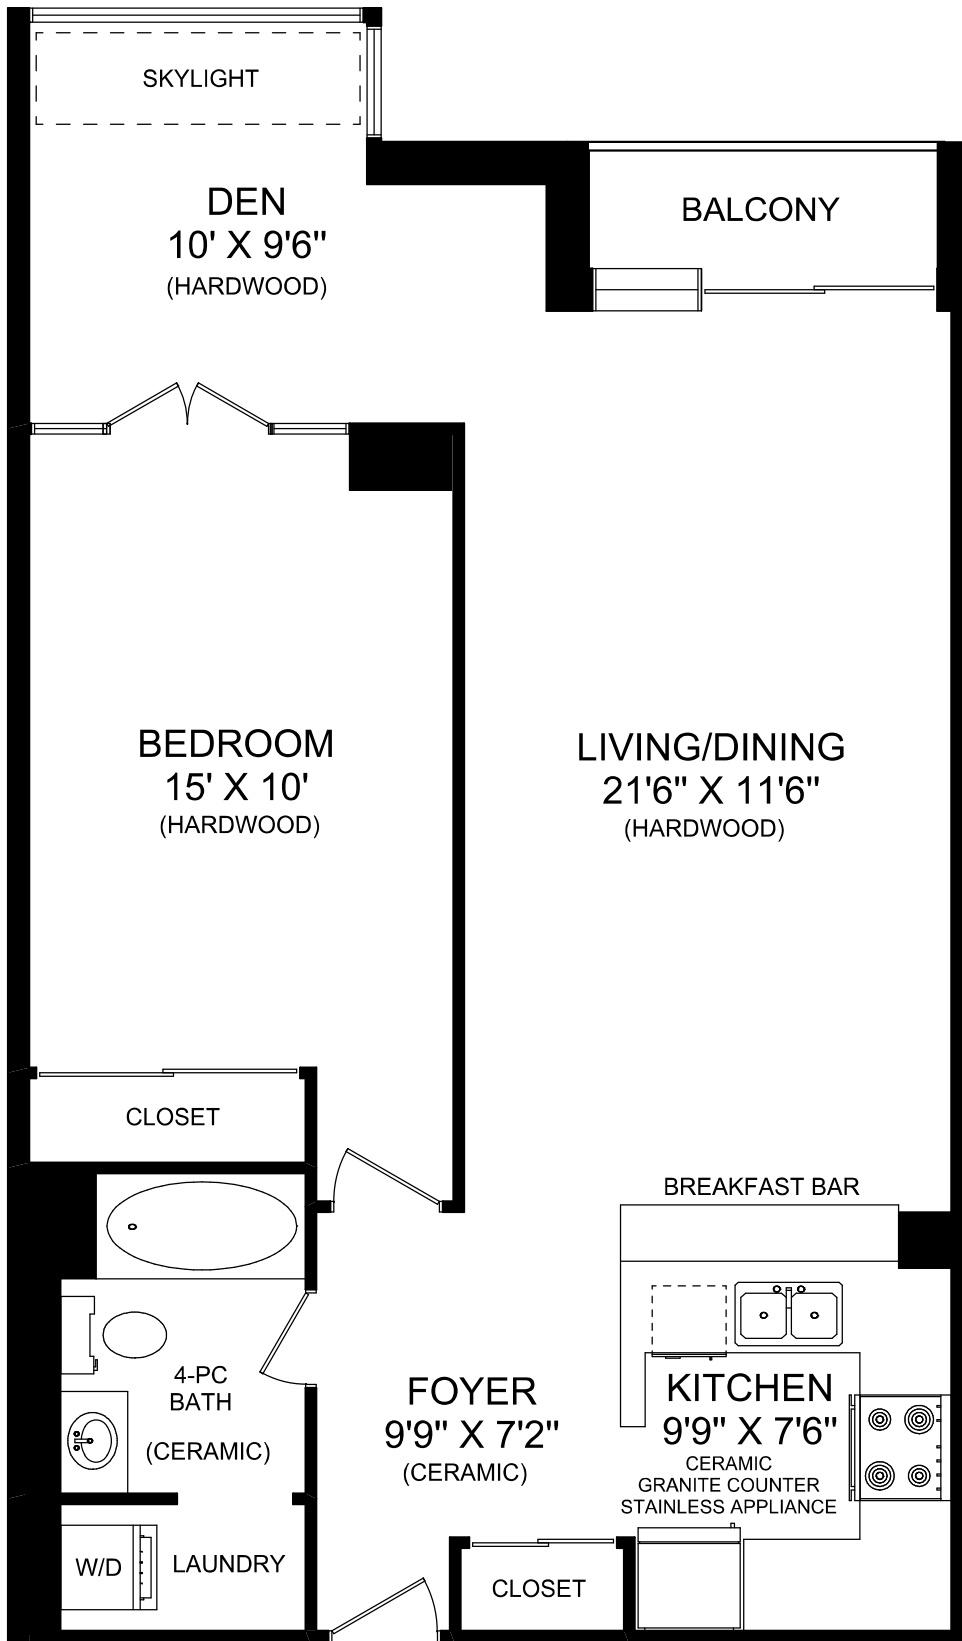 SKYLIGHT
DEN
10' X 9'6"
(HARDWOOD)
BALCONY
BEDROOM
15' X 10'
(HARDWOOD)
LIVING/DINING
21'6" X 11'6"
(HARDWOOD)
CLOSET
BREAKFAST BAR
4-PC
BATH
(CERAMIC)
FOYER
9'9" X 7'2"
(CERAMIC)
KITCHEN
9'9" X 7'6"
CERAMIC
GRANITE COUNTER
STAINLESS APPLIANCE
W/D
LAUNDRY
CLOSET